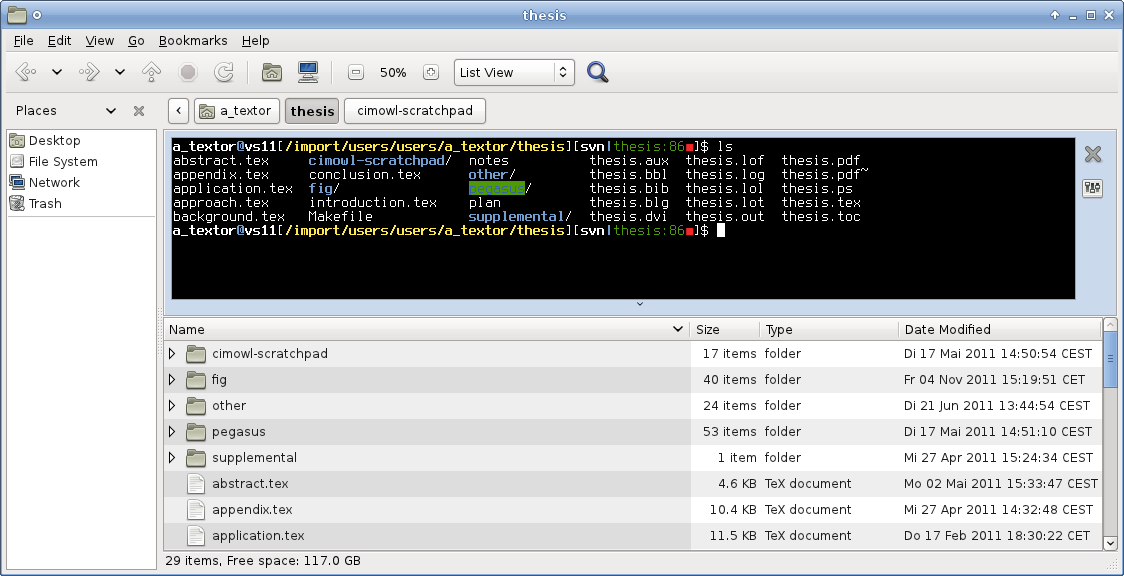 thesis
File Edit View Go Bookmarks Help
50% List View
Places a_textor thesis cimowl-scratchpad
Desktop
File System
Network
Trash
a_textor@vs11[/import/users/users/a_textor/thesis][svn|thesis:86■]$ ls
abstract.tex cimowl-scratchpad/ notes thesis.aux thesis.lof thesis.pdf
appendix.tex conclusion.tex other/ thesis.bbl thesis.log thesis.pdf~
application.tex fig/ pegasus/ thesis.bib thesis.lol thesis.ps
approach.tex introduction.tex plan thesis.blg thesis.lot thesis.tex
background.tex Makefile supplemental/ thesis.dvi thesis.out thesis.toc
a_textor@vs11[/import/users/users/a_textor/thesis][svn|thesis:86■]$
Name Size Type Date Modified
cimowl-scratchpad 17 items folder Di 17 Mai 2011 14:50:54 CEST
fig 40 items folder Fr 04 Nov 2011 15:19:51 CET
other 24 items folder Di 21 Jun 2011 13:44:54 CEST
pegasus 53 items folder Di 17 Mai 2011 14:51:10 CEST
supplemental 1 item folder Mi 27 Apr 2011 15:24:34 CEST
abstract.tex 4.6 KB TeX document Mo 02 Mai 2011 15:33:47 CEST
appendix.tex 10.4 KB TeX document Mi 27 Apr 2011 14:32:48 CEST
application.tex 11.5 KB TeX document Do 17 Feb 2011 18:30:22 CET
29 items, Free space: 117.0 GB